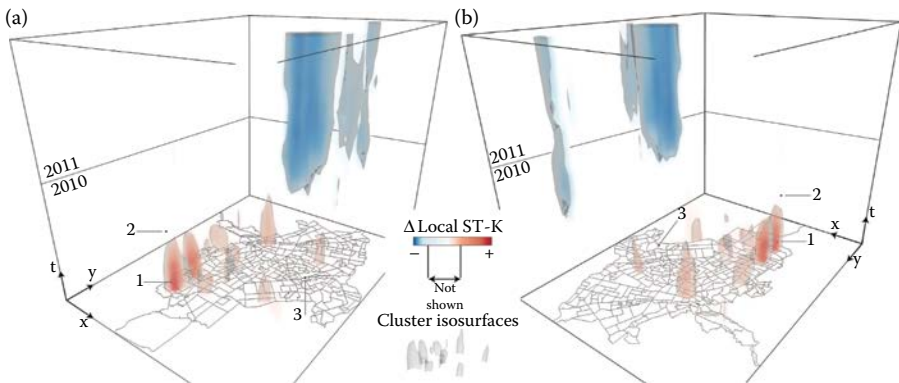 (a)
2011
2010
2
1
3
t
y
x
Δ Local ST-K
− +
Not
shown
Cluster isosurfaces
(b)
2011
2010
2
3
1
t
x
y